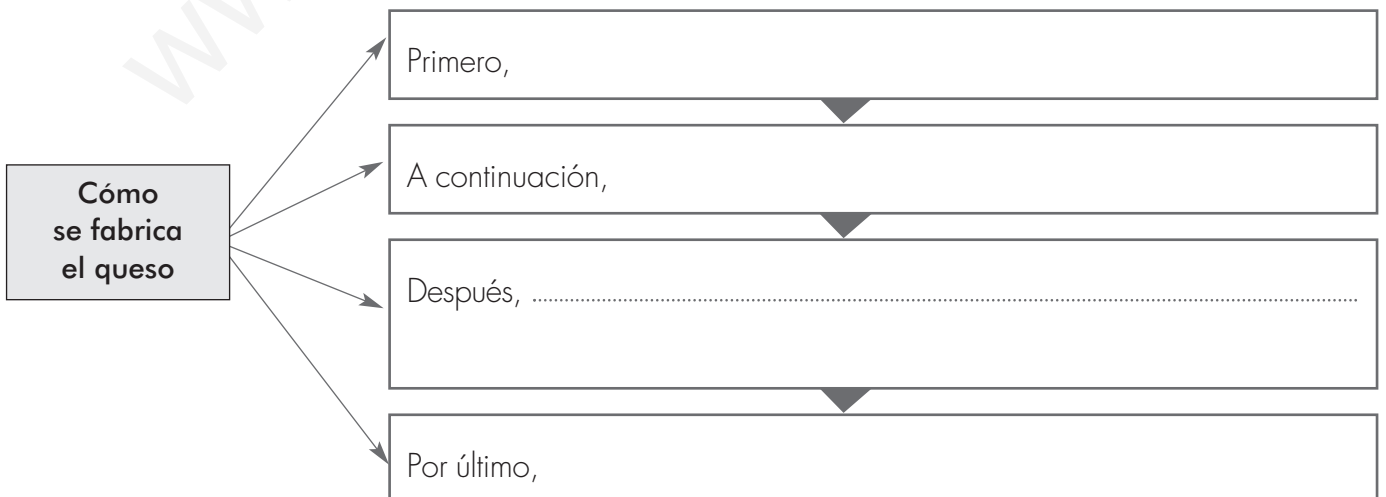 Primero,
A continuación,
Cómo
se fabrica
el queso
Después, ..........
Por último,